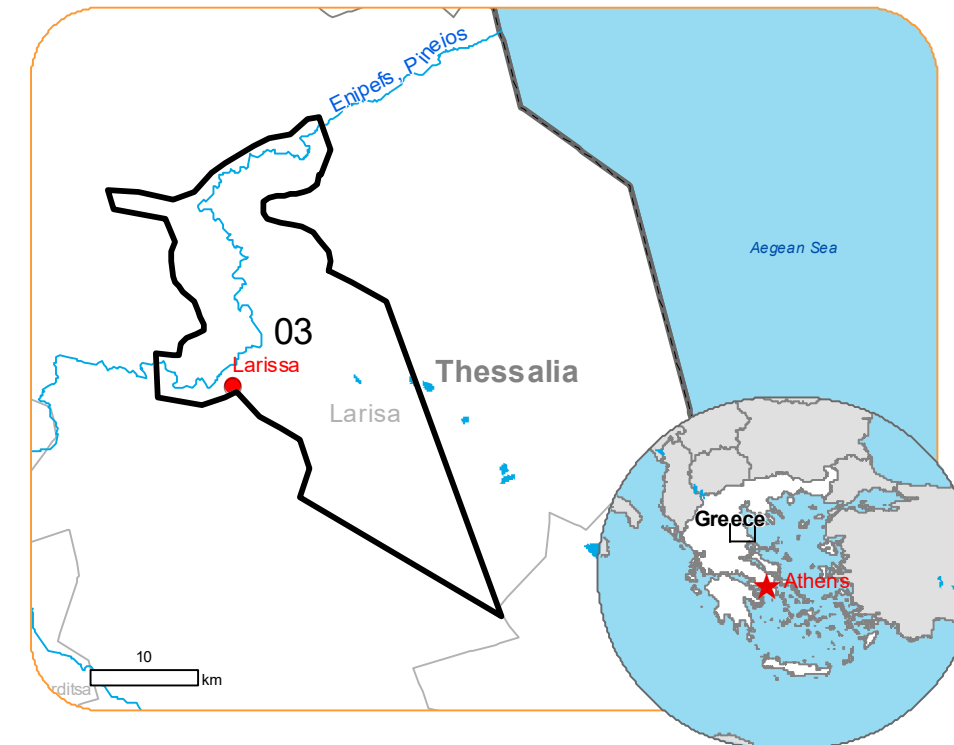 Enipefs, Pineios
Aegean Sea
03
Larissa
Thessalia
Larisa
Greece
Athens
10
km
rditsa